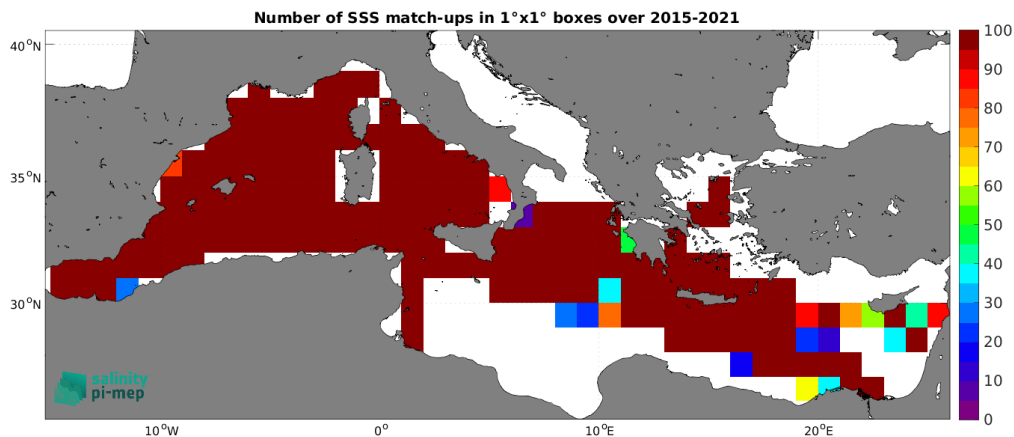 Number of SSS match-ups in 1°x1° boxes over 2015-2021
40°N
35°N
30°N
10°W
0°
10°E
20°E
100
90
80
70
60
50
40
30
20
10
0
salinity
pi-mep